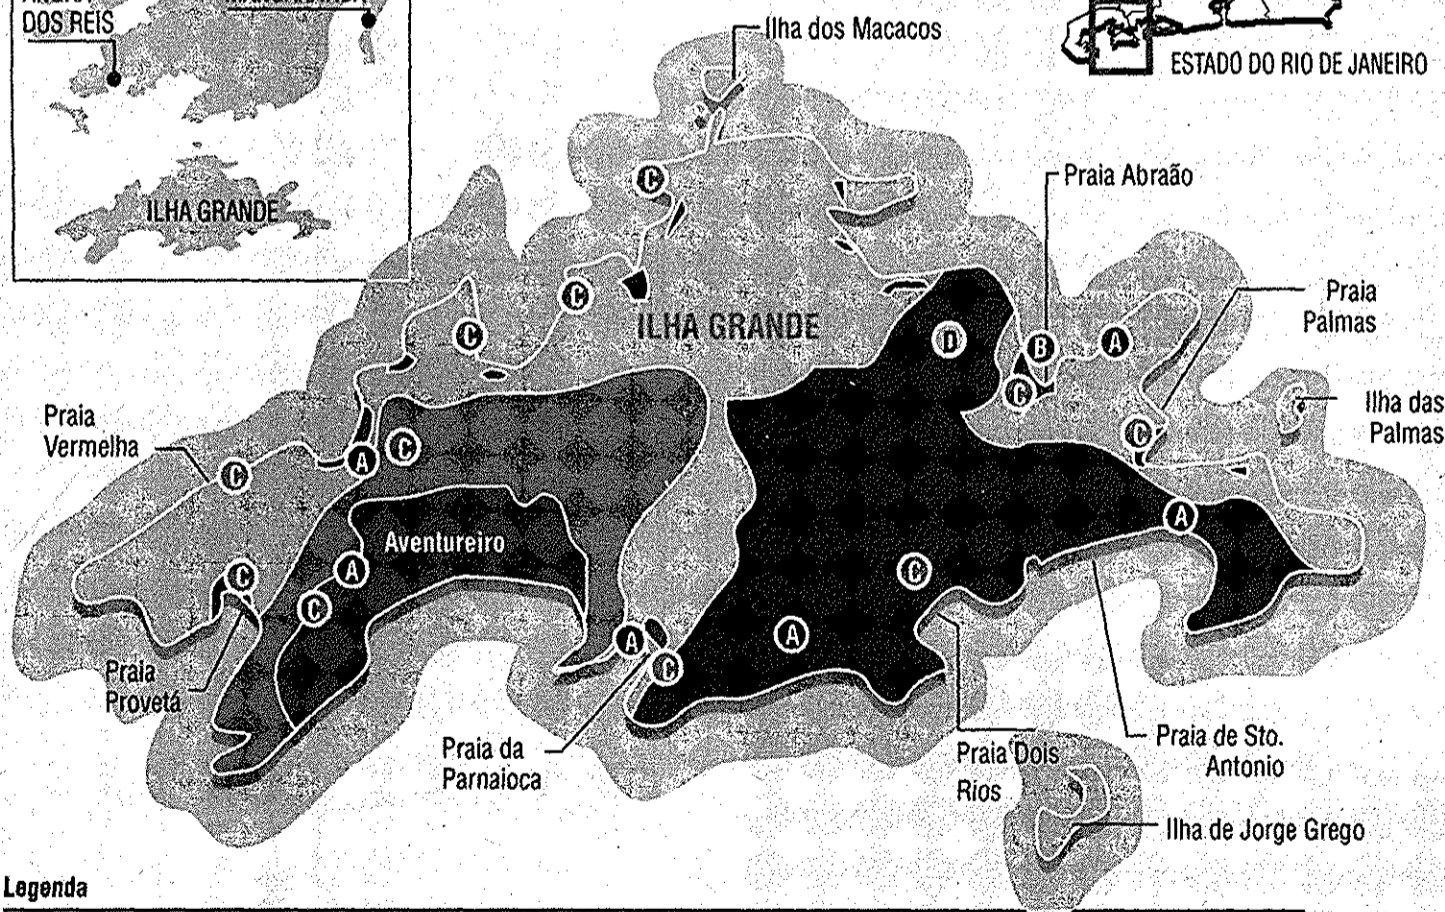 DOS REIS
ILHA GRANDE
Ilha dos Macacos
ESTADO DO RIO DE JANEIRO
Praia Abraão
C
C
C
ILHA GRANDE
D
B
A
C
Praia
Palmas
Ilha das
Palmas
Praia
Vermelha
C
A
C
C
A
Aventureiro
A
C
C
C
A
A
C
Praia
Provetá
Praia da
Parnaioca
Praia Dois
Rios
Praia de Sto.
Antonio
Ilha de Jorge Grego
Legenda